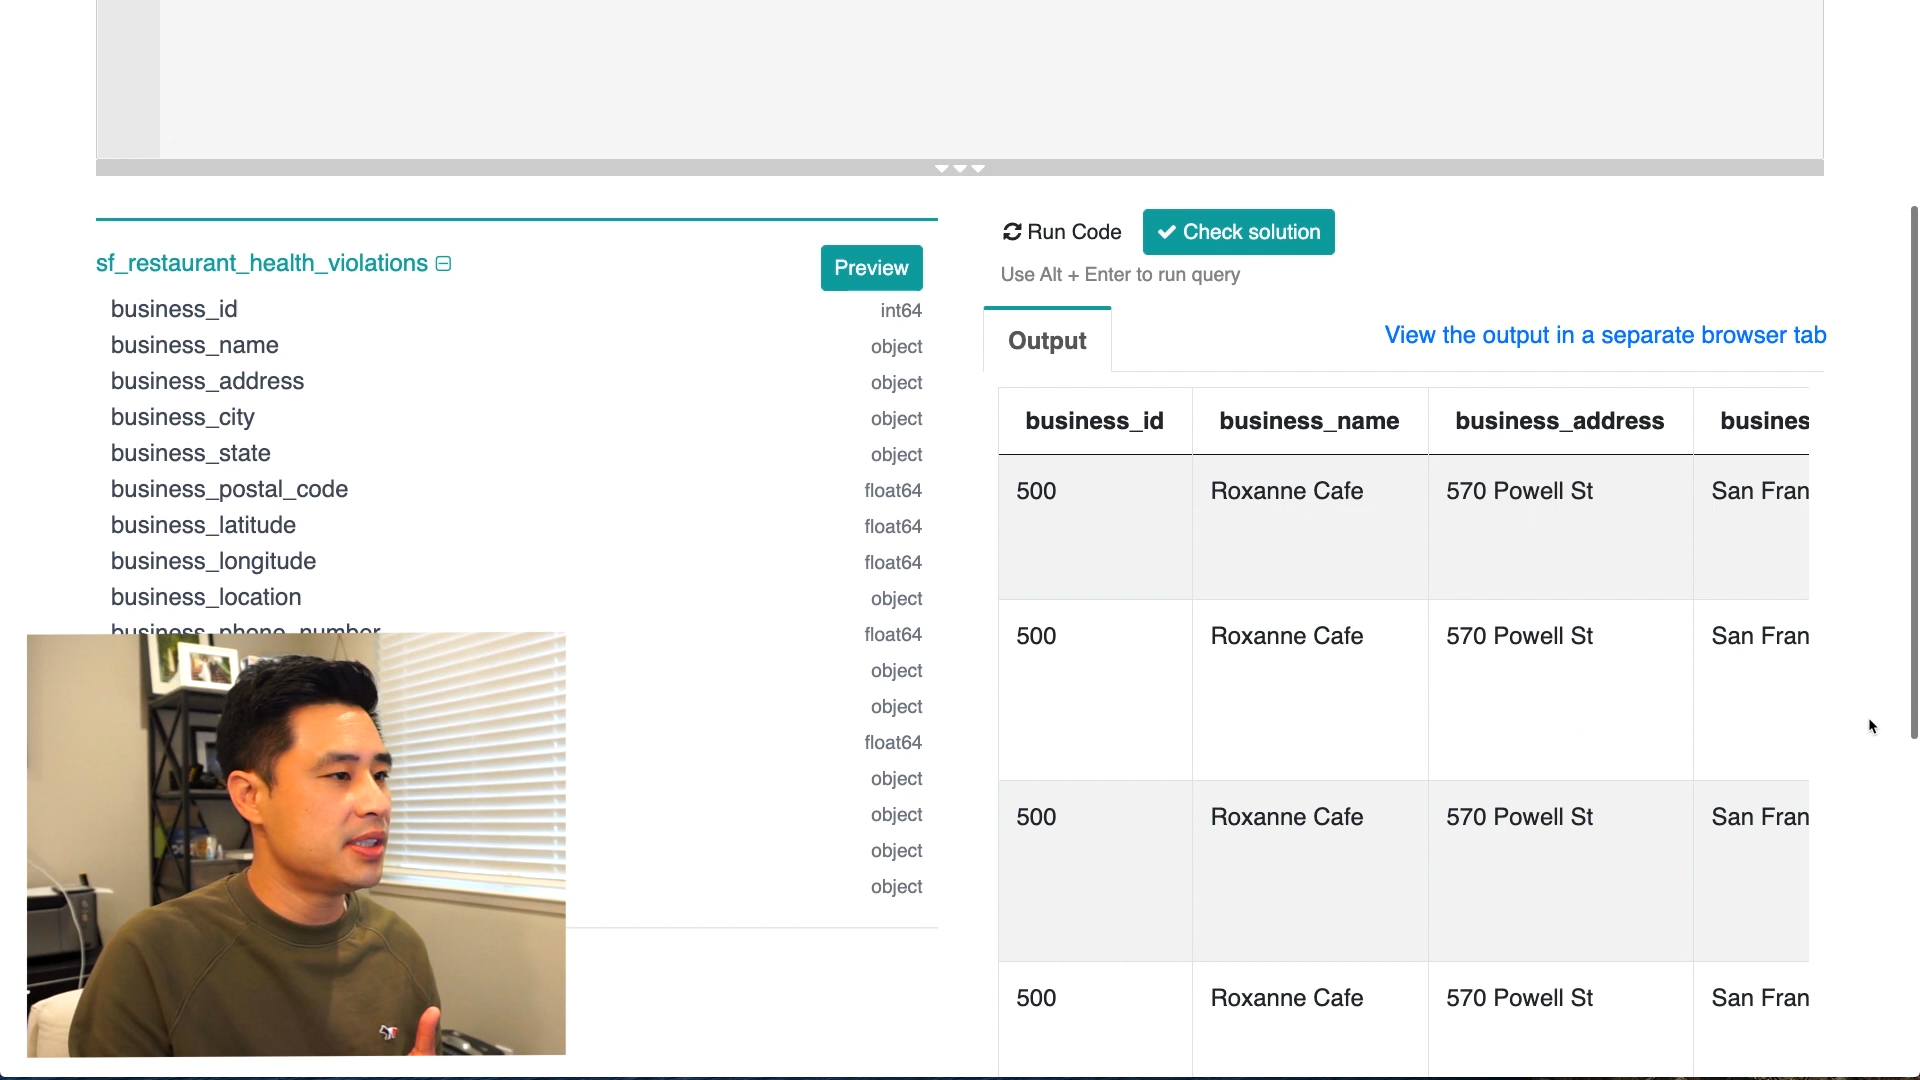 sf_restaurant_health_violations
Preview
business_id int64
business_name object
business_address object
business_city object
business_state object
business_postal_code float64
business_latitude float64
business_longitude float64
business_location object
business_phone_number float64
object
object
float64
object
object
object
object
Run Code
Check solution
Use Alt + Enter to run query
Output
View the output in a separate browser tab
business_id business_name business_address busines
500 Roxanne Cafe 570 Powell St San Fran
500 Roxanne Cafe 570 Powell St San Fran
500 Roxanne Cafe 570 Powell St San Fran
500 Roxanne Cafe 570 Powell St San Fran